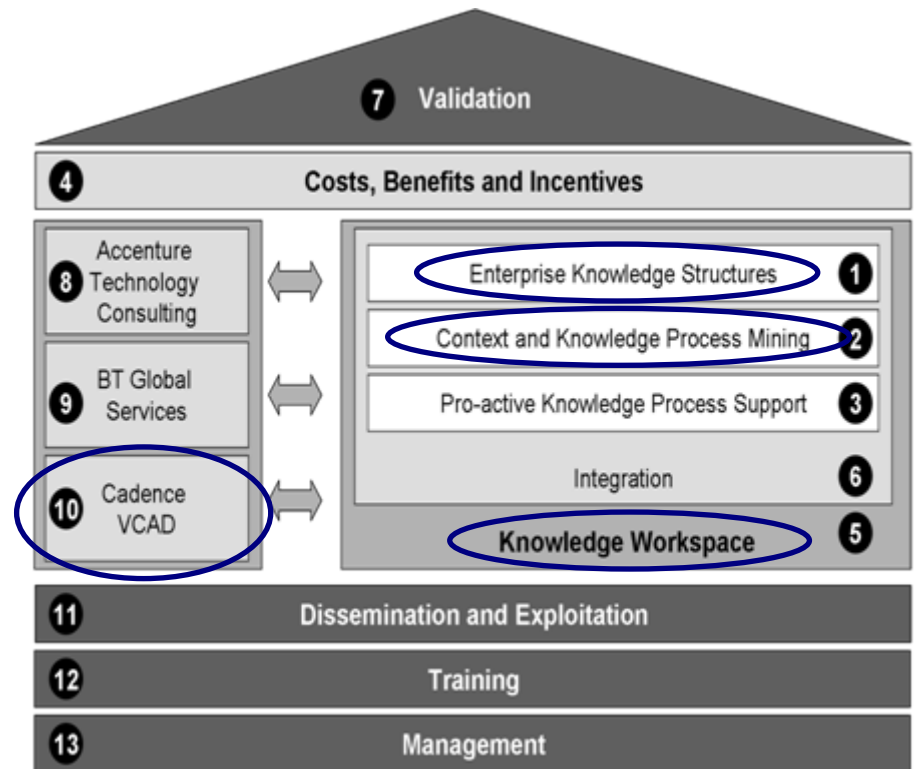 7 Validation
4 Costs, Benefits and Incentives
Accenture
8 Technology
Consulting
Enterprise Knowledge Structures 1
Context and Knowledge Process Mining 2
BT Global
9 Services
Pro-active Knowledge Process Support 3
Cadence
10 VCAD
Integration 6
Knowledge Workspace 5
11 Dissemination and Exploitation
12 Training
13 Management